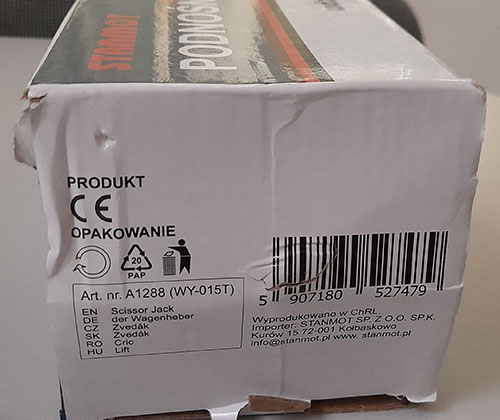 STANMOT
PODNOŚN
PRODUKT
CE
OPAKOWANIE
20
PAP
Art. nr. A1288 (WY-015T)
EN Scissor Jack
DE der Wagenheber
CZ Zvedák
SK Zvedák
RO Cric
HU Lift
5 907180 527479
Wyprodukowano w ChRL
Importer: STANMOT SP. Z O.O. SP.K.
Kurów 15 72-001 Kołbaskowo
info@stanmot.pl www.stanmot.pl